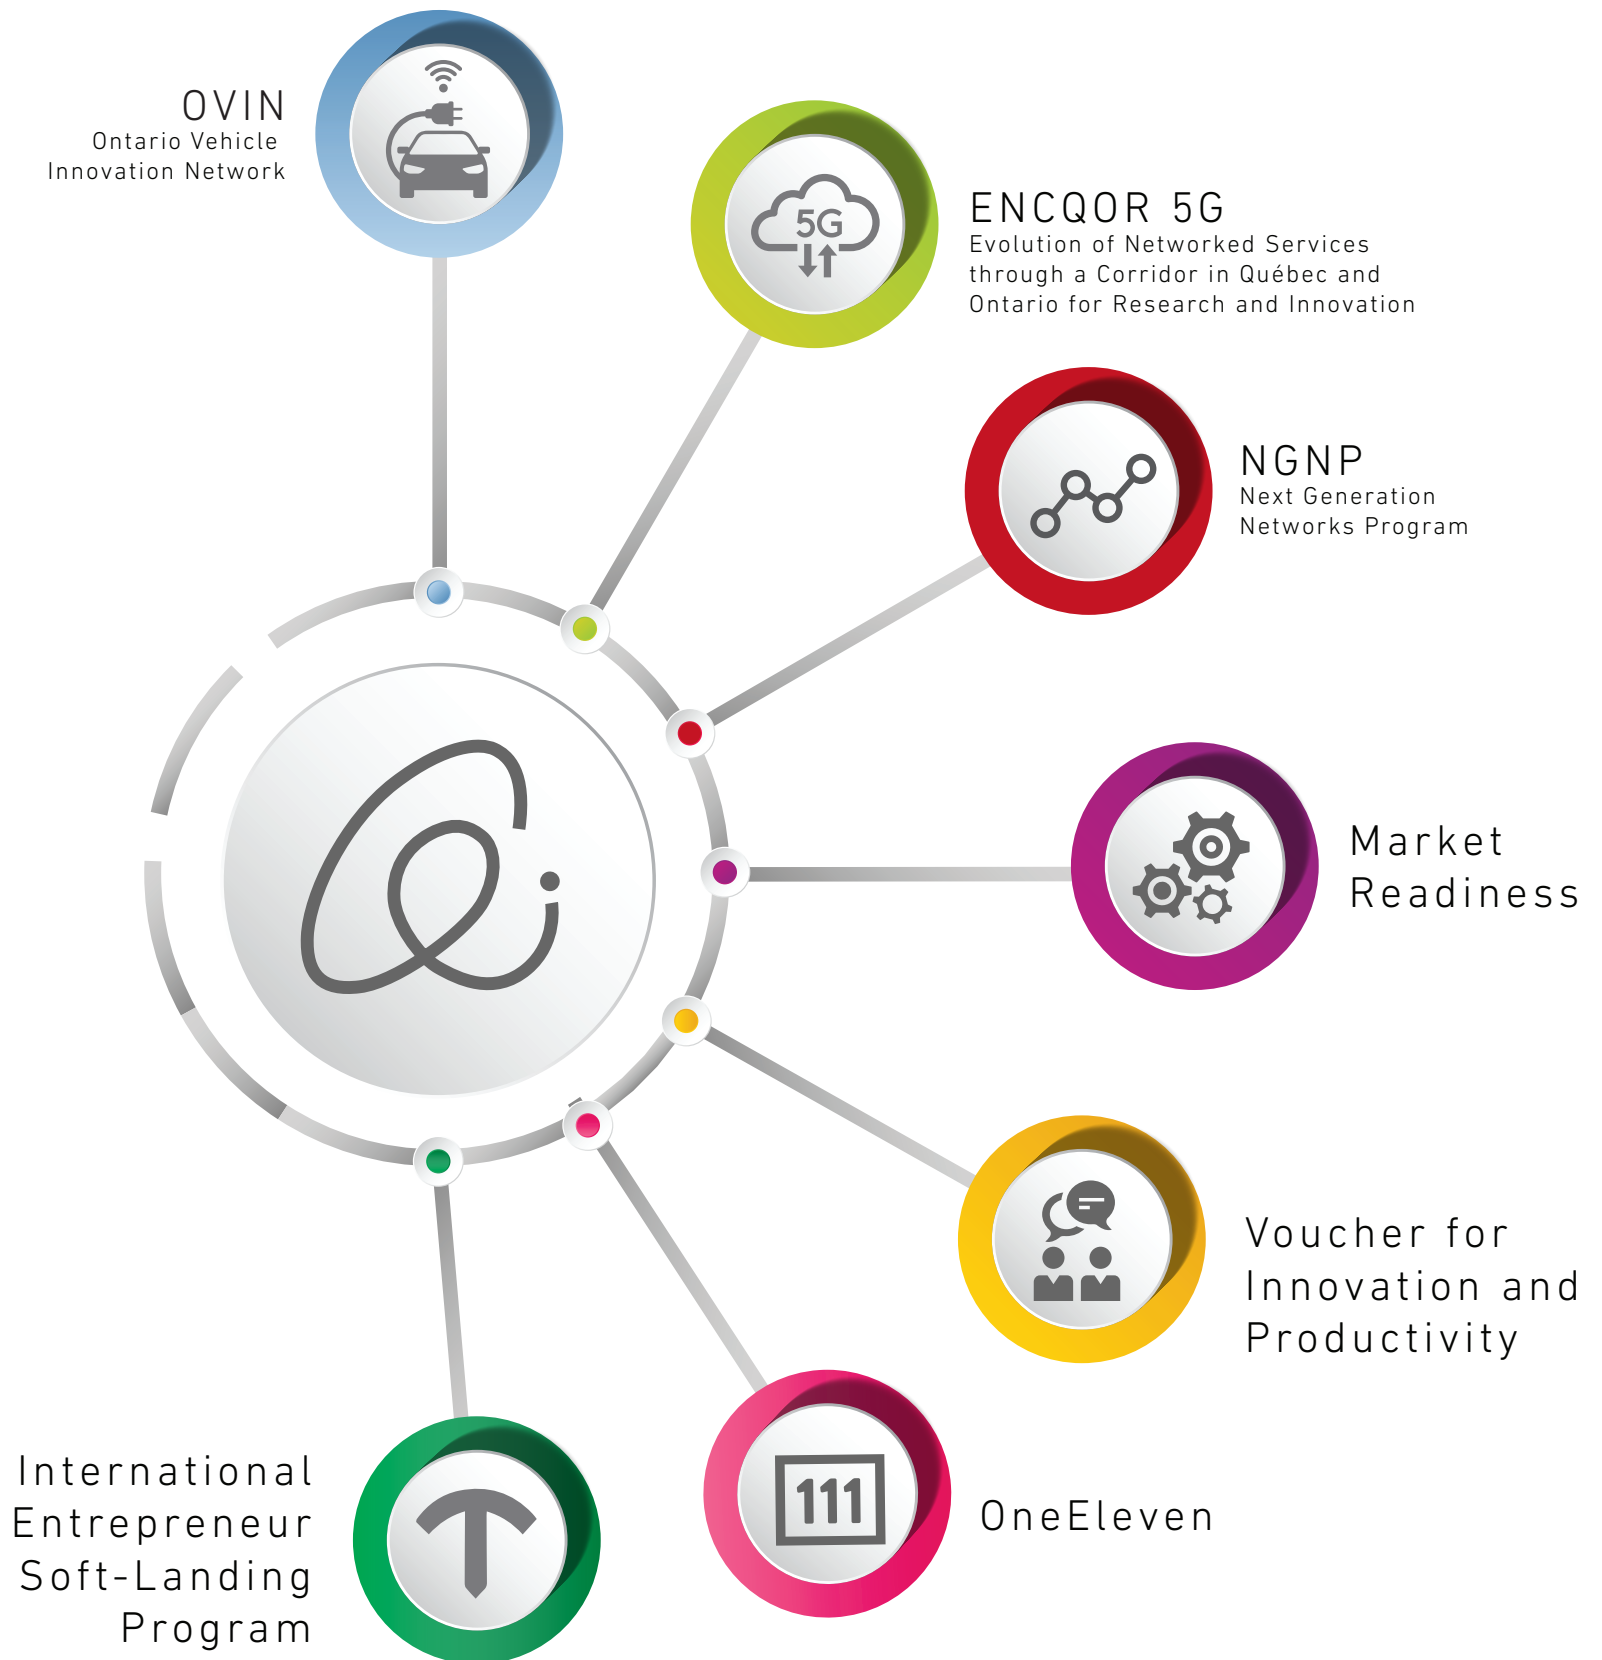 OVIN
Ontario Vehicle
Innovation Network
5G
ENCQOR 5G
Evolution of Networked Services
through a Corridor in Québec and
Ontario for Research and Innovation
NGNP
Next Generation
Networks Program
Market
Readiness
Voucher for
Innovation and
Productivity
111
OneEleven
International
Entrepreneur
Soft-Landing
Program